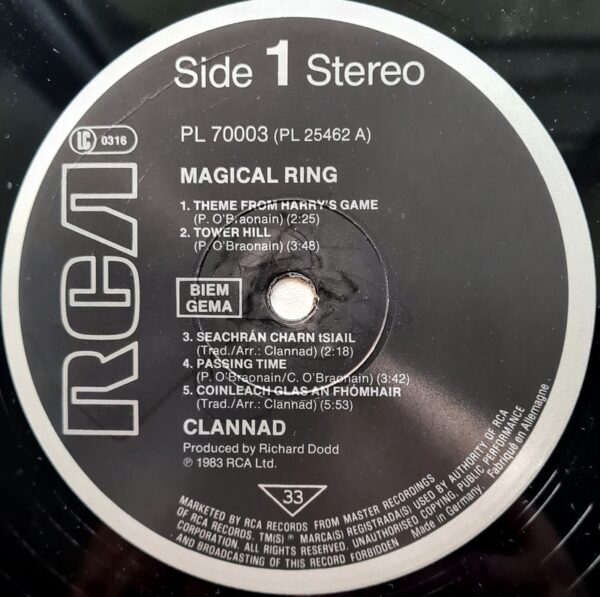 Side 1 Stereo
LC 0316
PL 70003 (PL 25462 A)
MAGICAL RING
1. THEME FROM HARRY'S GAME
(P. O'Braonain) (2:25)
2. TOWER HILL
(P. O'Braonain) (3:48)
BIEM
GEMA
3. SEACHRÁN CHARN tSIAIL
(Trad./Arr.: Clannad) (2:18)
4. PASSING TIME
(P. O'Braonain/C. O'Braonain) (3:42)
5. COINLEACH GLAS AN FHÓMHAIR
(Trad./Arr.: Clannad) (5:53)
CLANNAD
Produced by Richard Dodd
℗ 1983 RCA Ltd.
33
RCA
MARKETED BY RCA RECORDS FROM MASTER RECORDINGS
OF RCA RECORDS. TM(S) ® MARCA(S) REGISTRADA(S) USED BY AUTHORITY OF RCA
CORPORATION. ALL RIGHTS RESERVED. UNAUTHORISED COPYING, PUBLIC PERFORMANCE
AND BROADCASTING OF THIS RECORD FORBIDDEN
Made in Germany. Fabriqué en Allemagne.